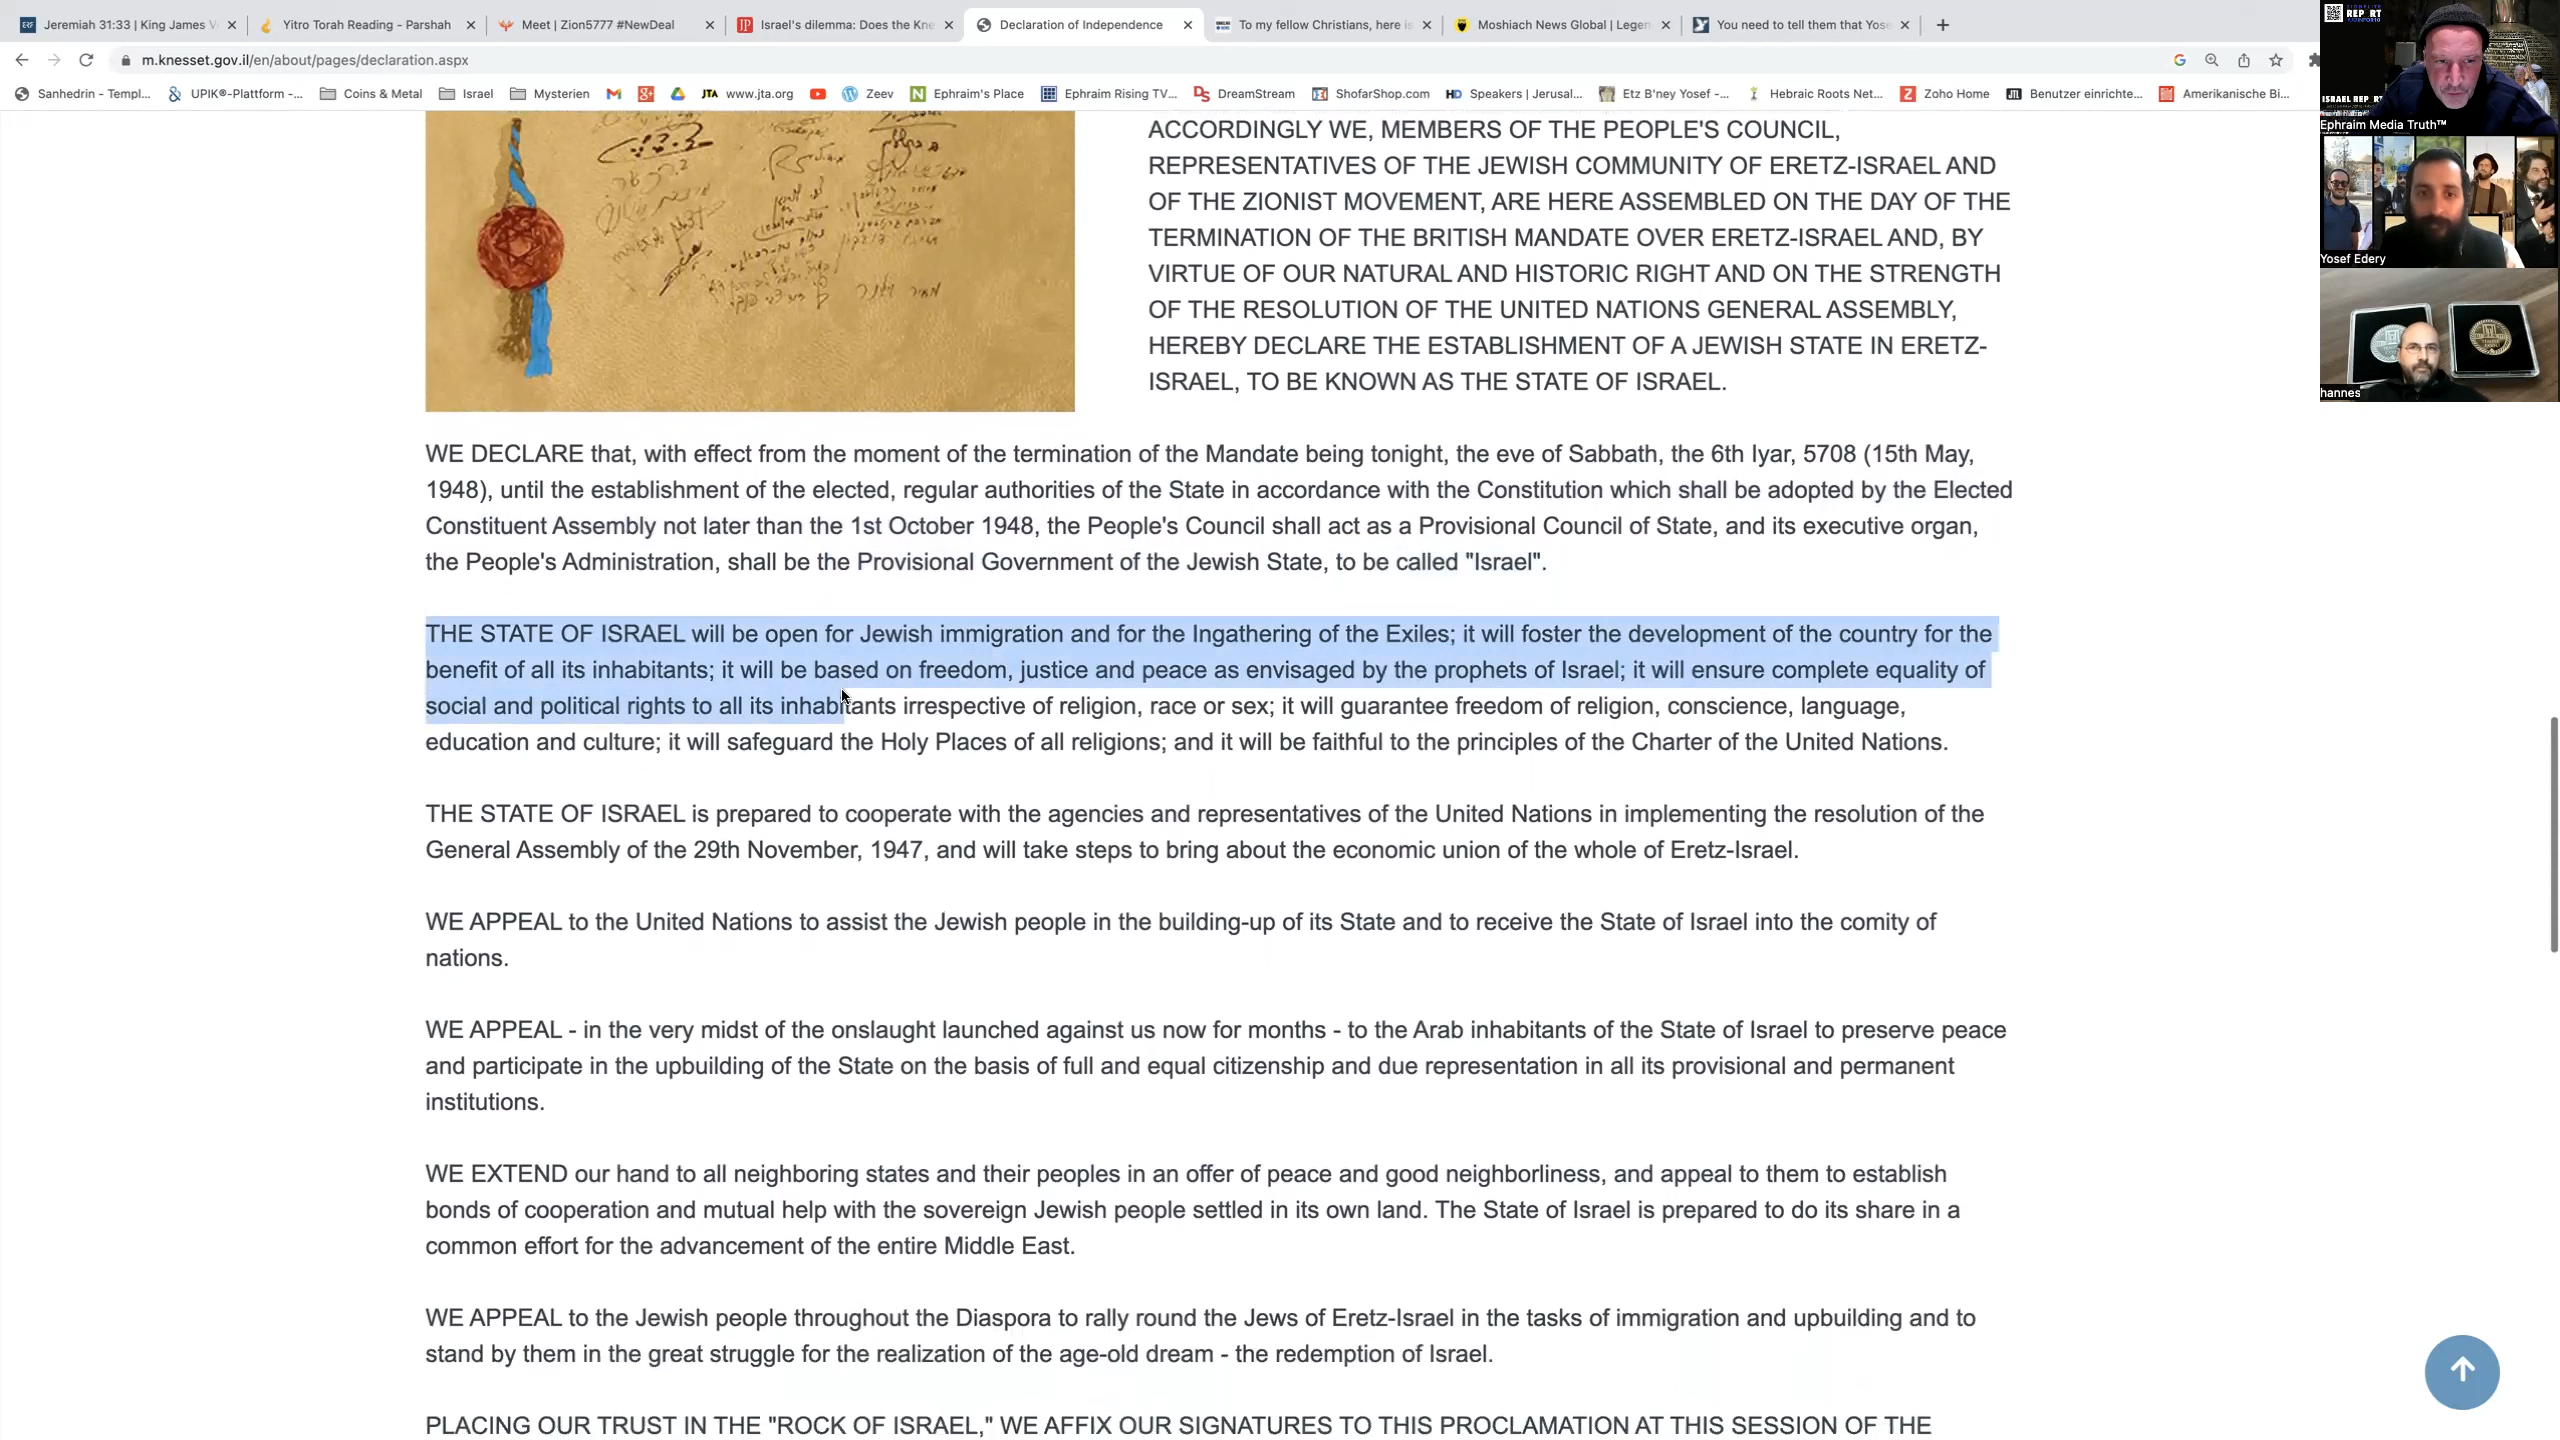 Jeremiah 31:33 | King James V
Yitro Torah Reading - Parshah
Meet | Zion5777 #NewDeal
Israel's dilemma: Does the Kne
Declaration of Independence
To my fellow Christians, here is
Moshiach News Global | Legen
You need to tell them that Yose
m.knesset.gov.il/en/about/pages/declaration.aspx
Sanhedrin - Templ...
UPIK®-Plattform -...
Coins & Metal
Israel
Mysterien
JTA www.jta.org
Zeev
Ephraim's Place
Ephraim Rising TV...
DreamStream
ShofarShop.com
HD Speakers | Jerusal...
Etz B'ney Yosef -...
Hebraic Roots Net...
Zoho Home
Benutzer einrichte...
Amerikanische Bi...
ISRAEL REP RT
Ephraim Media Truth™
Yosef Edery
hannes
ACCORDINGLY WE, MEMBERS OF THE PEOPLE'S COUNCIL,
REPRESENTATIVES OF THE JEWISH COMMUNITY OF ERETZ-ISRAEL AND
OF THE ZIONIST MOVEMENT, ARE HERE ASSEMBLED ON THE DAY OF THE
TERMINATION OF THE BRITISH MANDATE OVER ERETZ-ISRAEL AND, BY
VIRTUE OF OUR NATURAL AND HISTORIC RIGHT AND ON THE STRENGTH
OF THE RESOLUTION OF THE UNITED NATIONS GENERAL ASSEMBLY,
HEREBY DECLARE THE ESTABLISHMENT OF A JEWISH STATE IN ERETZ-
ISRAEL, TO BE KNOWN AS THE STATE OF ISRAEL.
WE DECLARE that, with effect from the moment of the termination of the Mandate being tonight, the eve of Sabbath, the 6th Iyar, 5708 (15th May,
1948), until the establishment of the elected, regular authorities of the State in accordance with the Constitution which shall be adopted by the Elected
Constituent Assembly not later than the 1st October 1948, the People's Council shall act as a Provisional Council of State, and its executive organ,
the People's Administration, shall be the Provisional Government of the Jewish State, to be called "Israel".
THE STATE OF ISRAEL will be open for Jewish immigration and for the Ingathering of the Exiles; it will foster the development of the country for the
benefit of all its inhabitants; it will be based on freedom, justice and peace as envisaged by the prophets of Israel; it will ensure complete equality of
social and political rights to all its inhabitants irrespective of religion, race or sex; it will guarantee freedom of religion, conscience, language,
education and culture; it will safeguard the Holy Places of all religions; and it will be faithful to the principles of the Charter of the United Nations.
THE STATE OF ISRAEL is prepared to cooperate with the agencies and representatives of the United Nations in implementing the resolution of the
General Assembly of the 29th November, 1947, and will take steps to bring about the economic union of the whole of Eretz-Israel.
WE APPEAL to the United Nations to assist the Jewish people in the building-up of its State and to receive the State of Israel into the comity of
nations.
WE APPEAL - in the very midst of the onslaught launched against us now for months - to the Arab inhabitants of the State of Israel to preserve peace
and participate in the upbuilding of the State on the basis of full and equal citizenship and due representation in all its provisional and permanent
institutions.
WE EXTEND our hand to all neighboring states and their peoples in an offer of peace and good neighborliness, and appeal to them to establish
bonds of cooperation and mutual help with the sovereign Jewish people settled in its own land. The State of Israel is prepared to do its share in a
common effort for the advancement of the entire Middle East.
WE APPEAL to the Jewish people throughout the Diaspora to rally round the Jews of Eretz-Israel in the tasks of immigration and upbuilding and to
stand by them in the great struggle for the realization of the age-old dream - the redemption of Israel.
PLACING OUR TRUST IN THE "ROCK OF ISRAEL," WE AFFIX OUR SIGNATURES TO THIS PROCLAMATION AT THIS SESSION OF THE